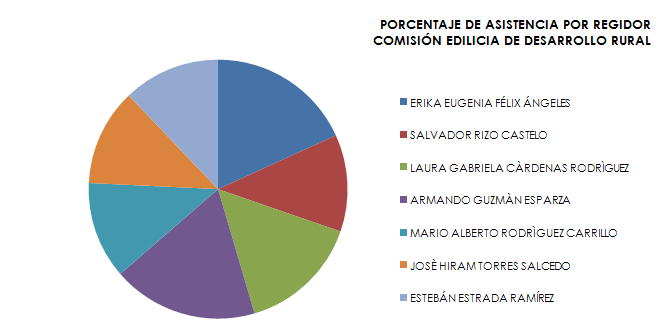 PORCENTAJE DE ASISTENCIA POR REGIDOR
COMISIÓN EDILICIA DE DESARROLLO RURAL
ERIKA EUGENIA FÉLIX ÁNGELES
SALVADOR RIZO CASTELO
LAURA GABRIELA CÀRDENAS RODRÌGUEZ
ARMANDO GUZMÀN ESPARZA
MARIO ALBERTO RODRÌGUEZ CARRILLO
JOSÈ HIRAM TORRES SALCEDO
ESTEBÁN ESTRADA RAMÍREZ